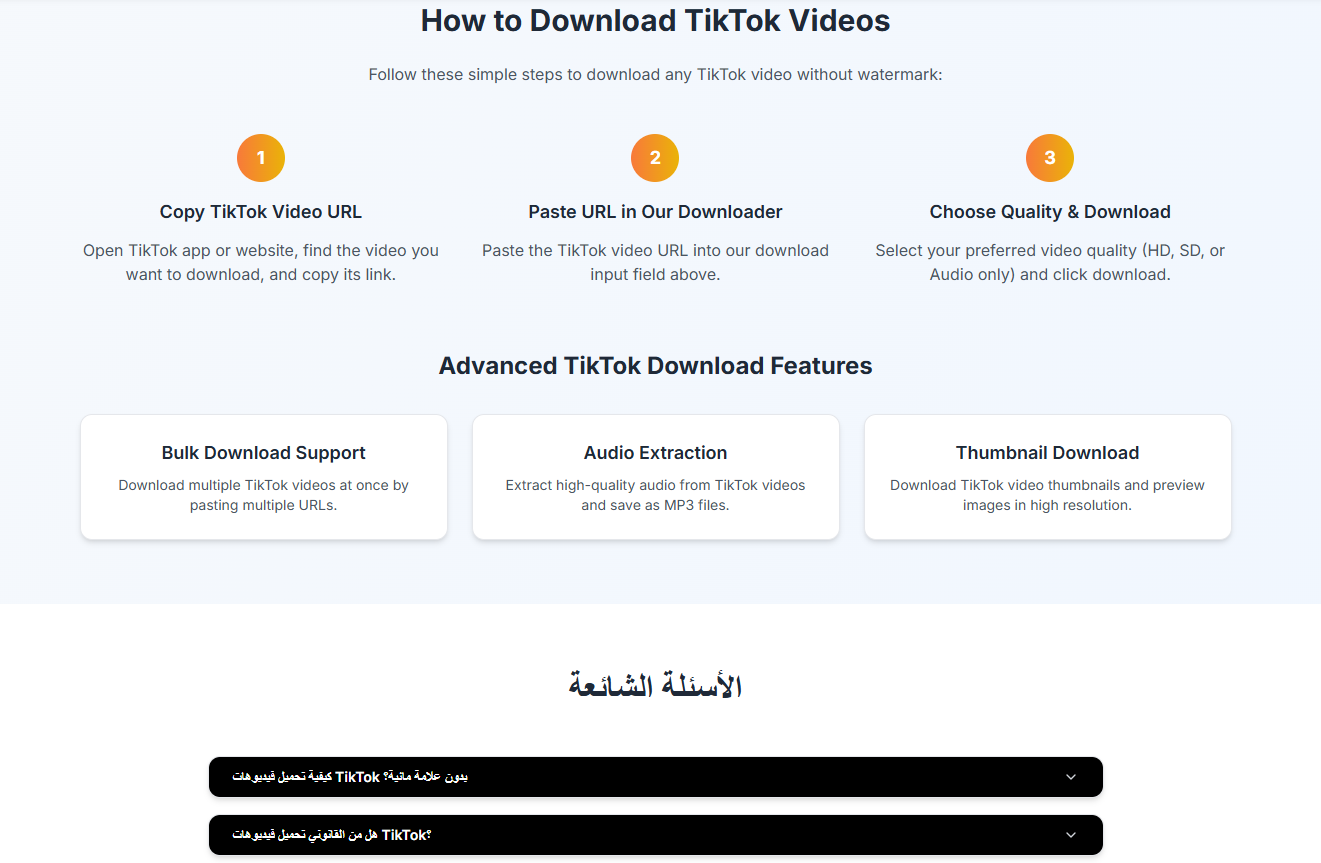 How to Download TikTok Videos
Follow these simple steps to download any TikTok video without watermark:
1
Copy TikTok Video URL
Open TikTok app or website, find the video you
want to download, and copy its link.
2
Paste URL in Our Downloader
Paste the TikTok video URL into our download
input field above.
3
Choose Quality & Download
Select your preferred video quality (HD, SD, or
Audio only) and click download.
Advanced TikTok Download Features
Bulk Download Support
Download multiple TikTok videos at once by
pasting multiple URLs.
Audio Extraction
Extract high-quality audio from TikTok videos
and save as MP3 files.
Thumbnail Download
Download TikTok video thumbnails and preview
images in high resolution.
الأسئلة الشائعة
كيفية تحميل فيديوهات TikTok بدون علامة مائية؟
هل من القانوني تحميل فيديوهات TikTok؟